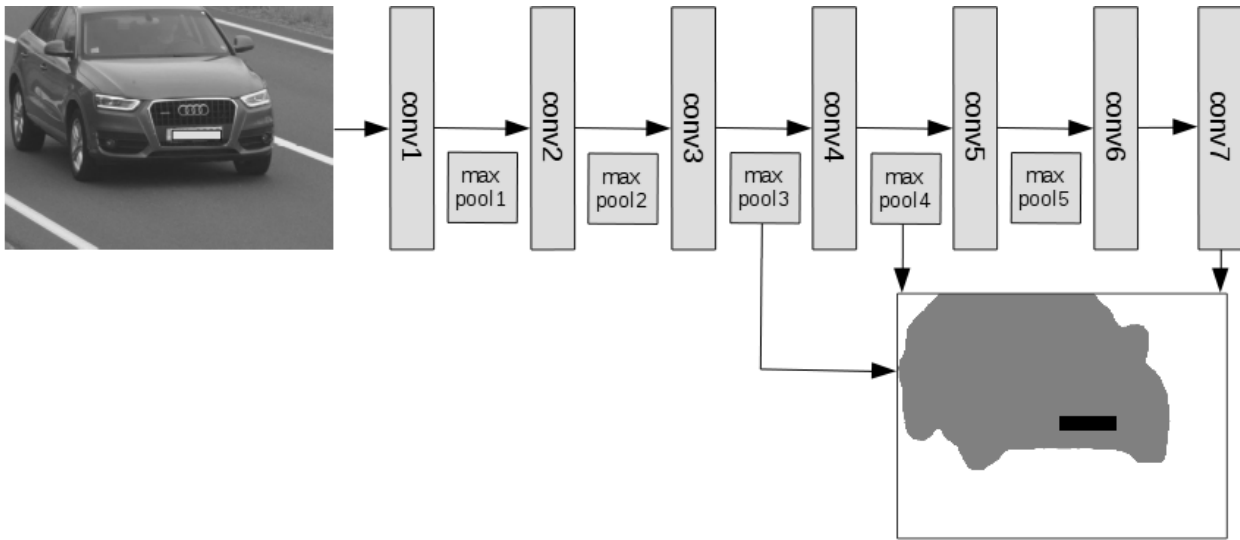 conv1
conv2
conv3
conv4
conv5
conv6
conv7
max
pool1
max
pool2
max
pool3
max
pool4
max
pool5